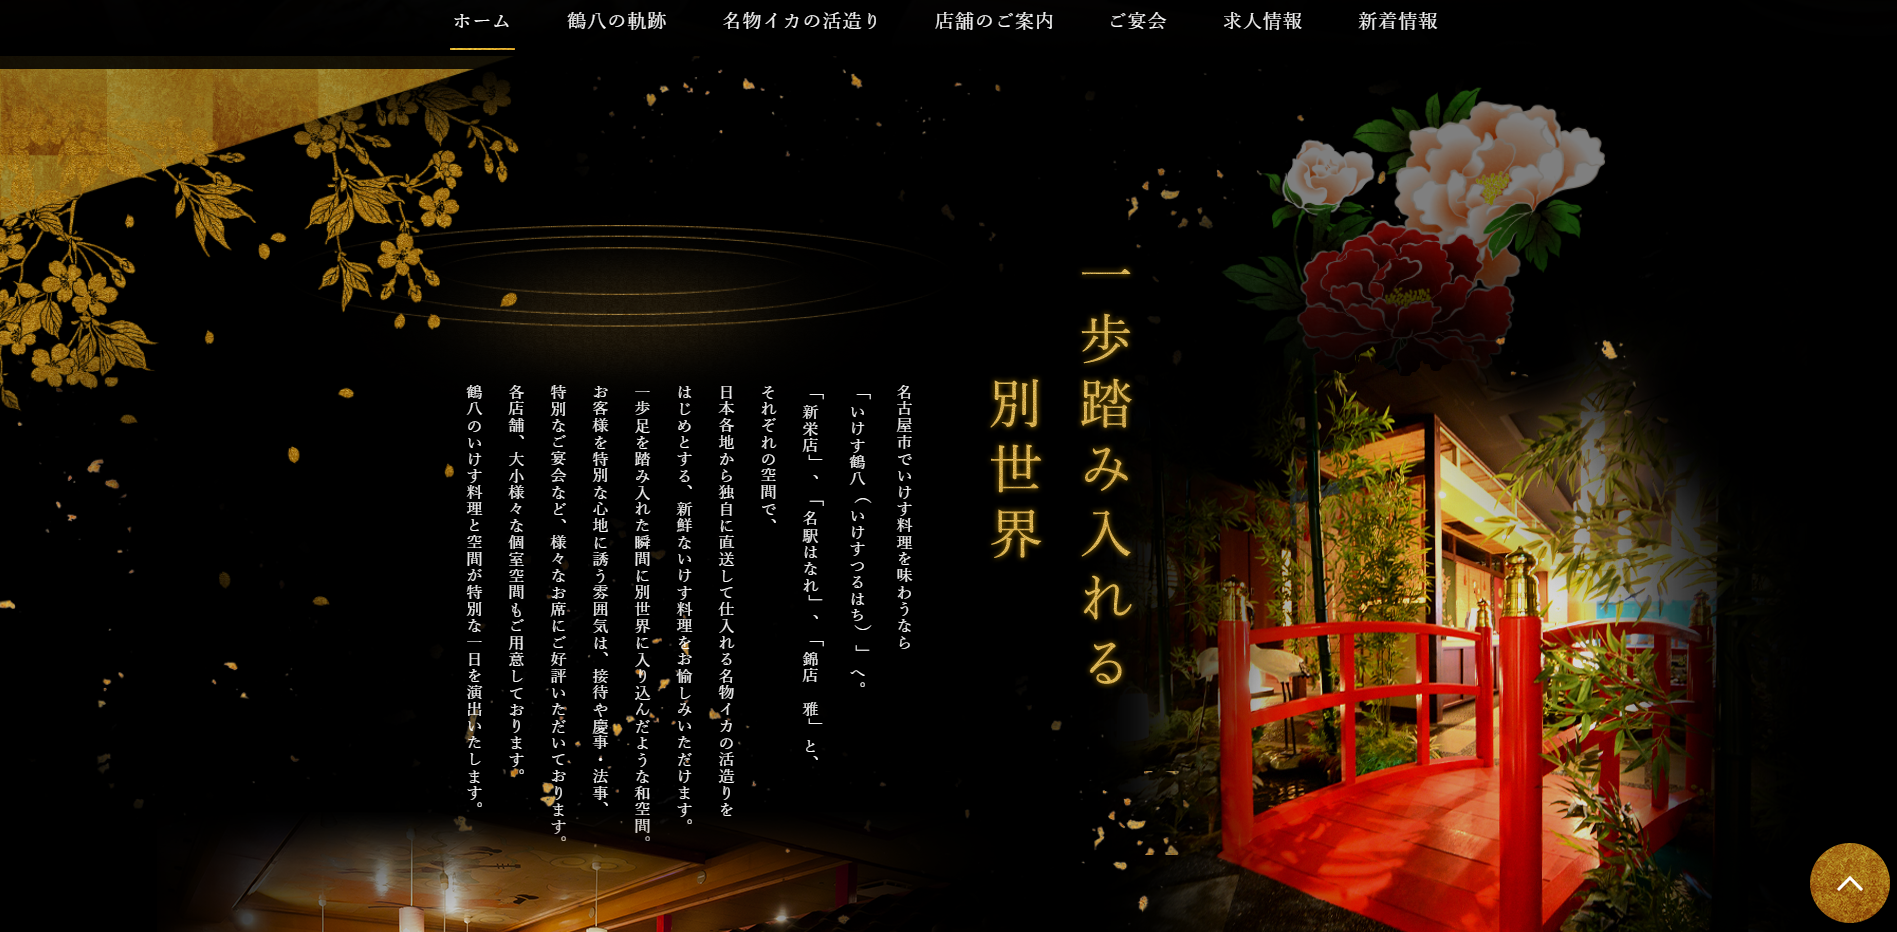 ホーム
鶴八の軌跡
名物イカの活造り
店舗のご案内
ご宴会
求人情報
新着情報
一歩踏み入れる
別世界
名古屋市でいけす料理を味わうなら
「いけす鶴八（いけすつるはち）」へ。
「新栄店」、「名駅はなれ」、「錦店　雅」と、
それぞれの空間で、
日本各地から独自に直送して仕入れる名物イカの活造りを
はじめとする、新鮮ないけす料理をお愉しみいただけます。
一歩足を踏み入れた瞬間に別世界に入り込んだような和空間。
お客様を特別な心地に誘う雰囲気は、接待や慶事・法事、
特別なご宴会など、様々なお席にご好評いただいております。
各店舗、大小様々な個室空間もご用意しております。
鶴八のいけす料理と空間が特別な一日を演出いたします。